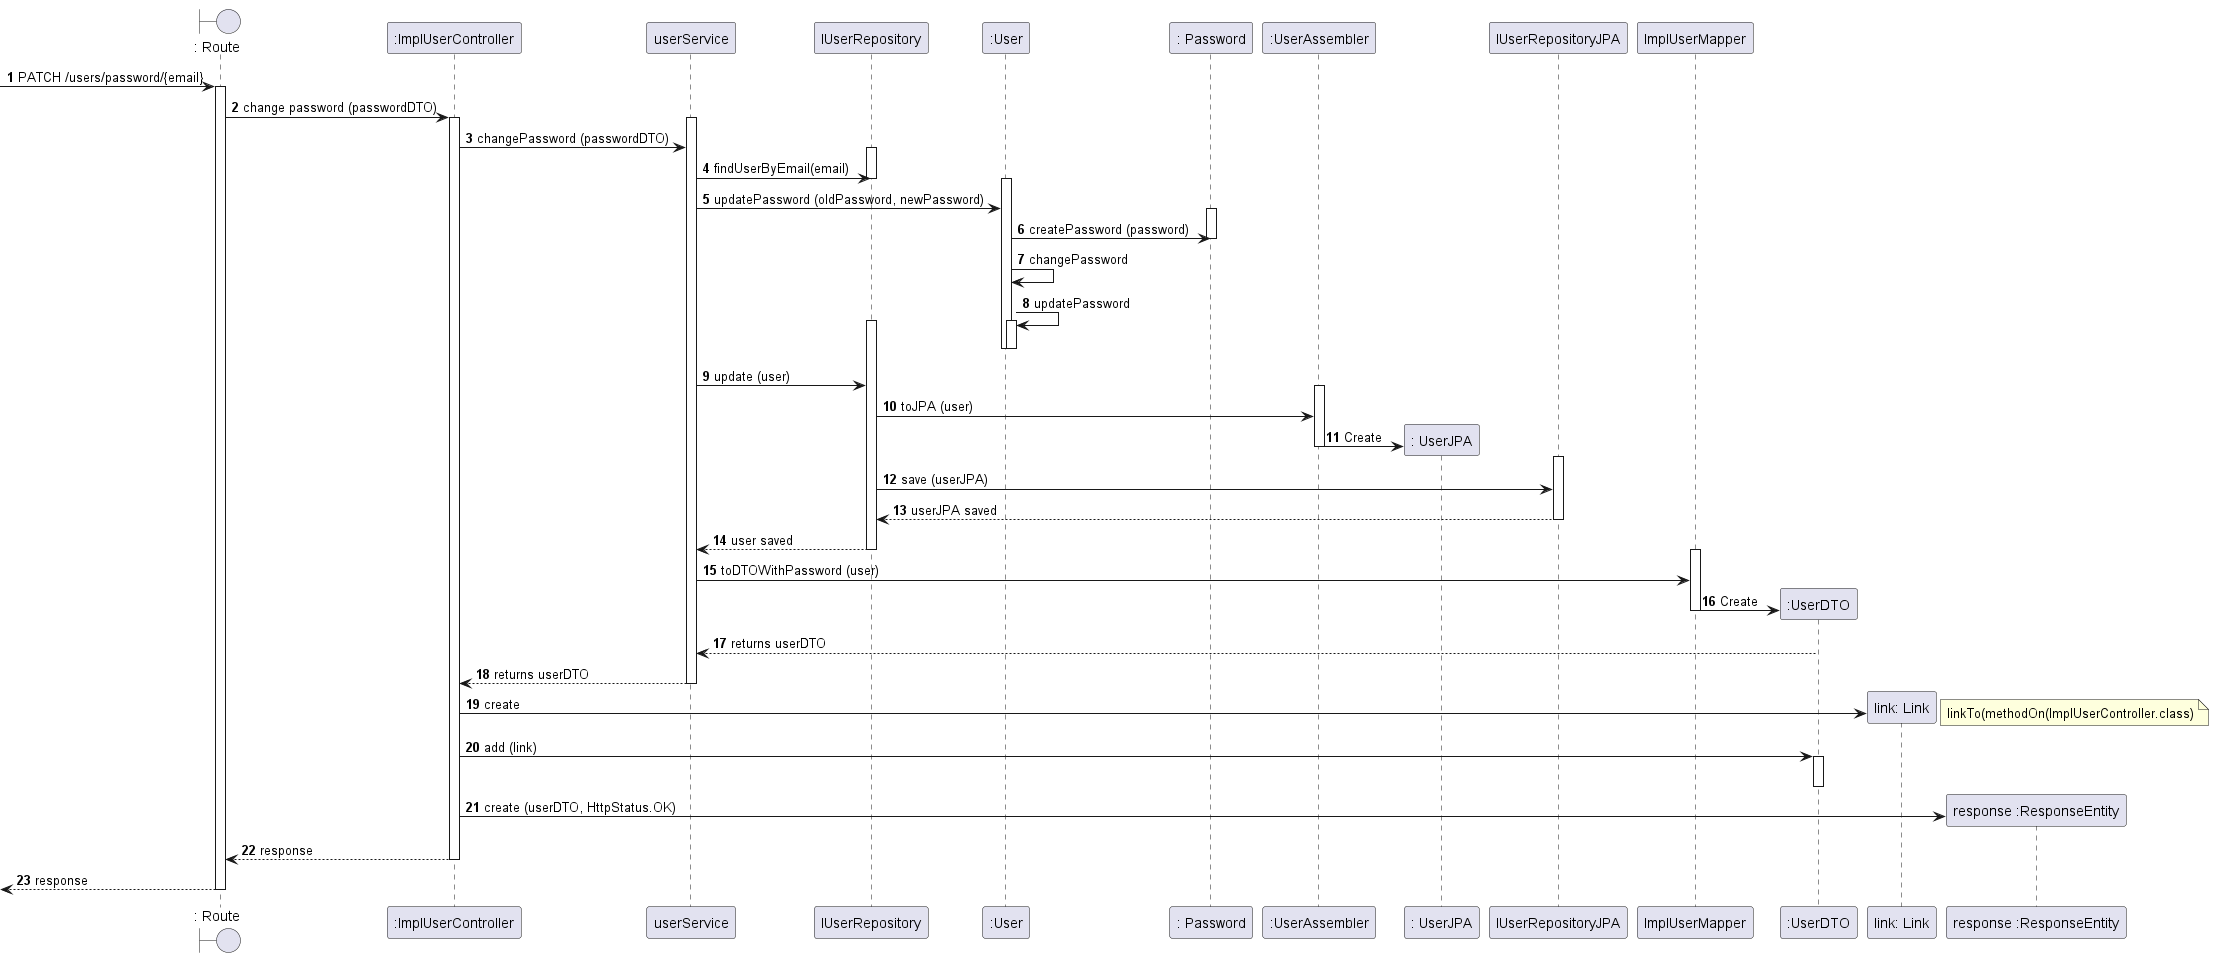 : Route
:ImplUserController
userService
IUserRepository
:User
: Password
:UserAssembler
IUserRepositoryJPA
ImplUserMapper
1 PATCH /users/password/{email}
2 change password (passwordDTO)
3 changePassword (passwordDTO)
4 findUserByEmail(email)
5 updatePassword (oldPassword, newPassword)
6 createPassword (password)
7 changePassword
8 updatePassword
9 update (user)
10 toJPA (user)
11 Create
: UserJPA
12 save (userJPA)
13 userJPA saved
14 user saved
15 toDTOWithPassword (user)
16 Create
:UserDTO
17 returns userDTO
18 returns userDTO
19 create
link: Link
linkTo(methodOn(ImplUserController.class)
20 add (link)
21 create (userDTO, HttpStatus.OK)
response :ResponseEntity
22 response
23 response
: Route
:ImplUserController
userService
IUserRepository
:User
: Password
:UserAssembler
: UserJPA
IUserRepositoryJPA
ImplUserMapper
:UserDTO
link: Link
response :ResponseEntity